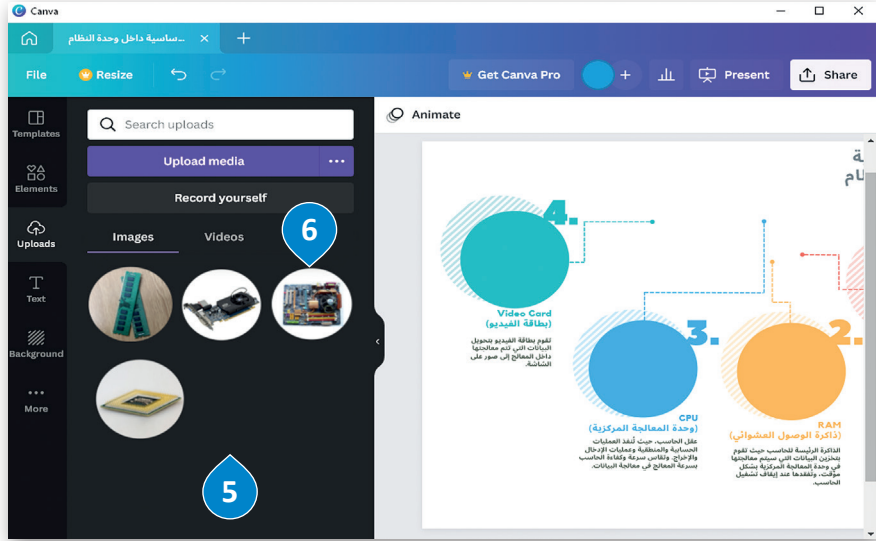 Canva
ساسية داخل وحدة النظام...
File
Resize
Get Canva Pro
Present
Share
Templates
Elements
Uploads
Text
Background
More
Search uploads
Upload media
Record yourself
Images
Videos
6
5
Animate
ـة
ـام
4.
Video Card
(بطاقة الفيديو)
تقوم بطاقة الفيديو بتحويل
البيانات التي تتم معالجتها
داخل المعالج إلى صور على
الشاشة.
3.
CPU
(وحدة المعالجة المركزية)
عقل الحاسب، حيث تُنفذ العمليات
الحسابية والمنطقية وعمليات الإدخال
والإخراج. وتقاس سرعة وكفاءة الحاسب
بسرعة المعالج في معالجة البيانات.
2.
RAM
(ذاكرة الوصول العشوائي)
الذاكرة الرئيسة للحاسب حيث تقوم
بتخزين البيانات التي سيتم معالجتها
في وحدة المعالجة المركزية بشكل
مؤقت، وتفقدها عند إيقاف تشغيل
الحاسب.